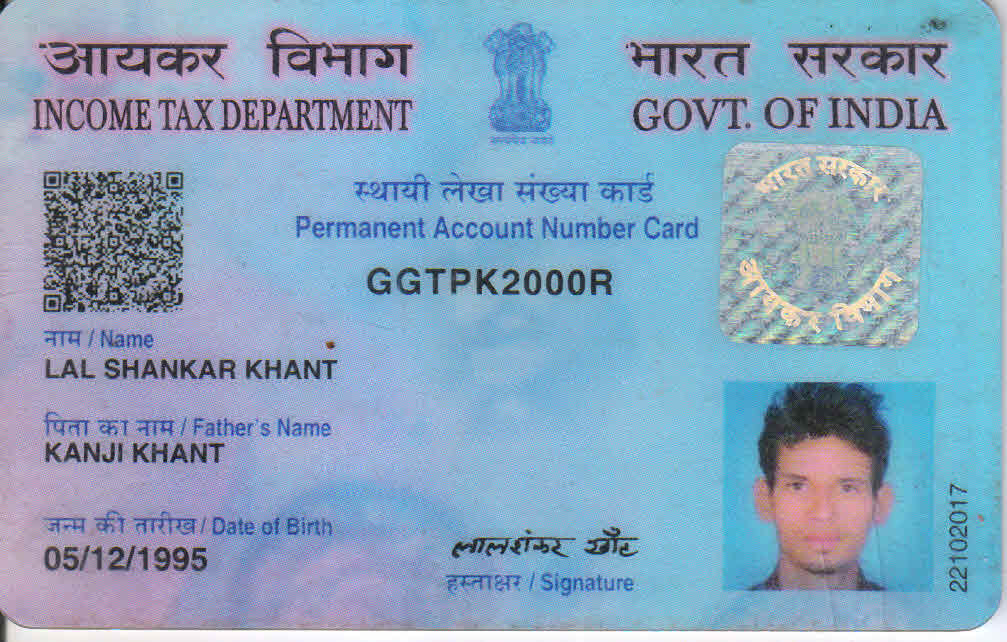 आयकर विभाग
INCOME TAX DEPARTMENT
भारत सरकार
GOVT. OF INDIA
स्थायी लेखा संख्या कार्ड
Permanent Account Number Card
GGTPK2000R
भारत सरकार
आयकर विभाग
नाम / Name
LAL SHANKAR KHANT
पिता का नाम / Father's Name
KANJI KHANT
जन्म की तारीख / Date of Birth
05/12/1995
लालशंकर खाँट
हस्ताक्षर / Signature
22102017